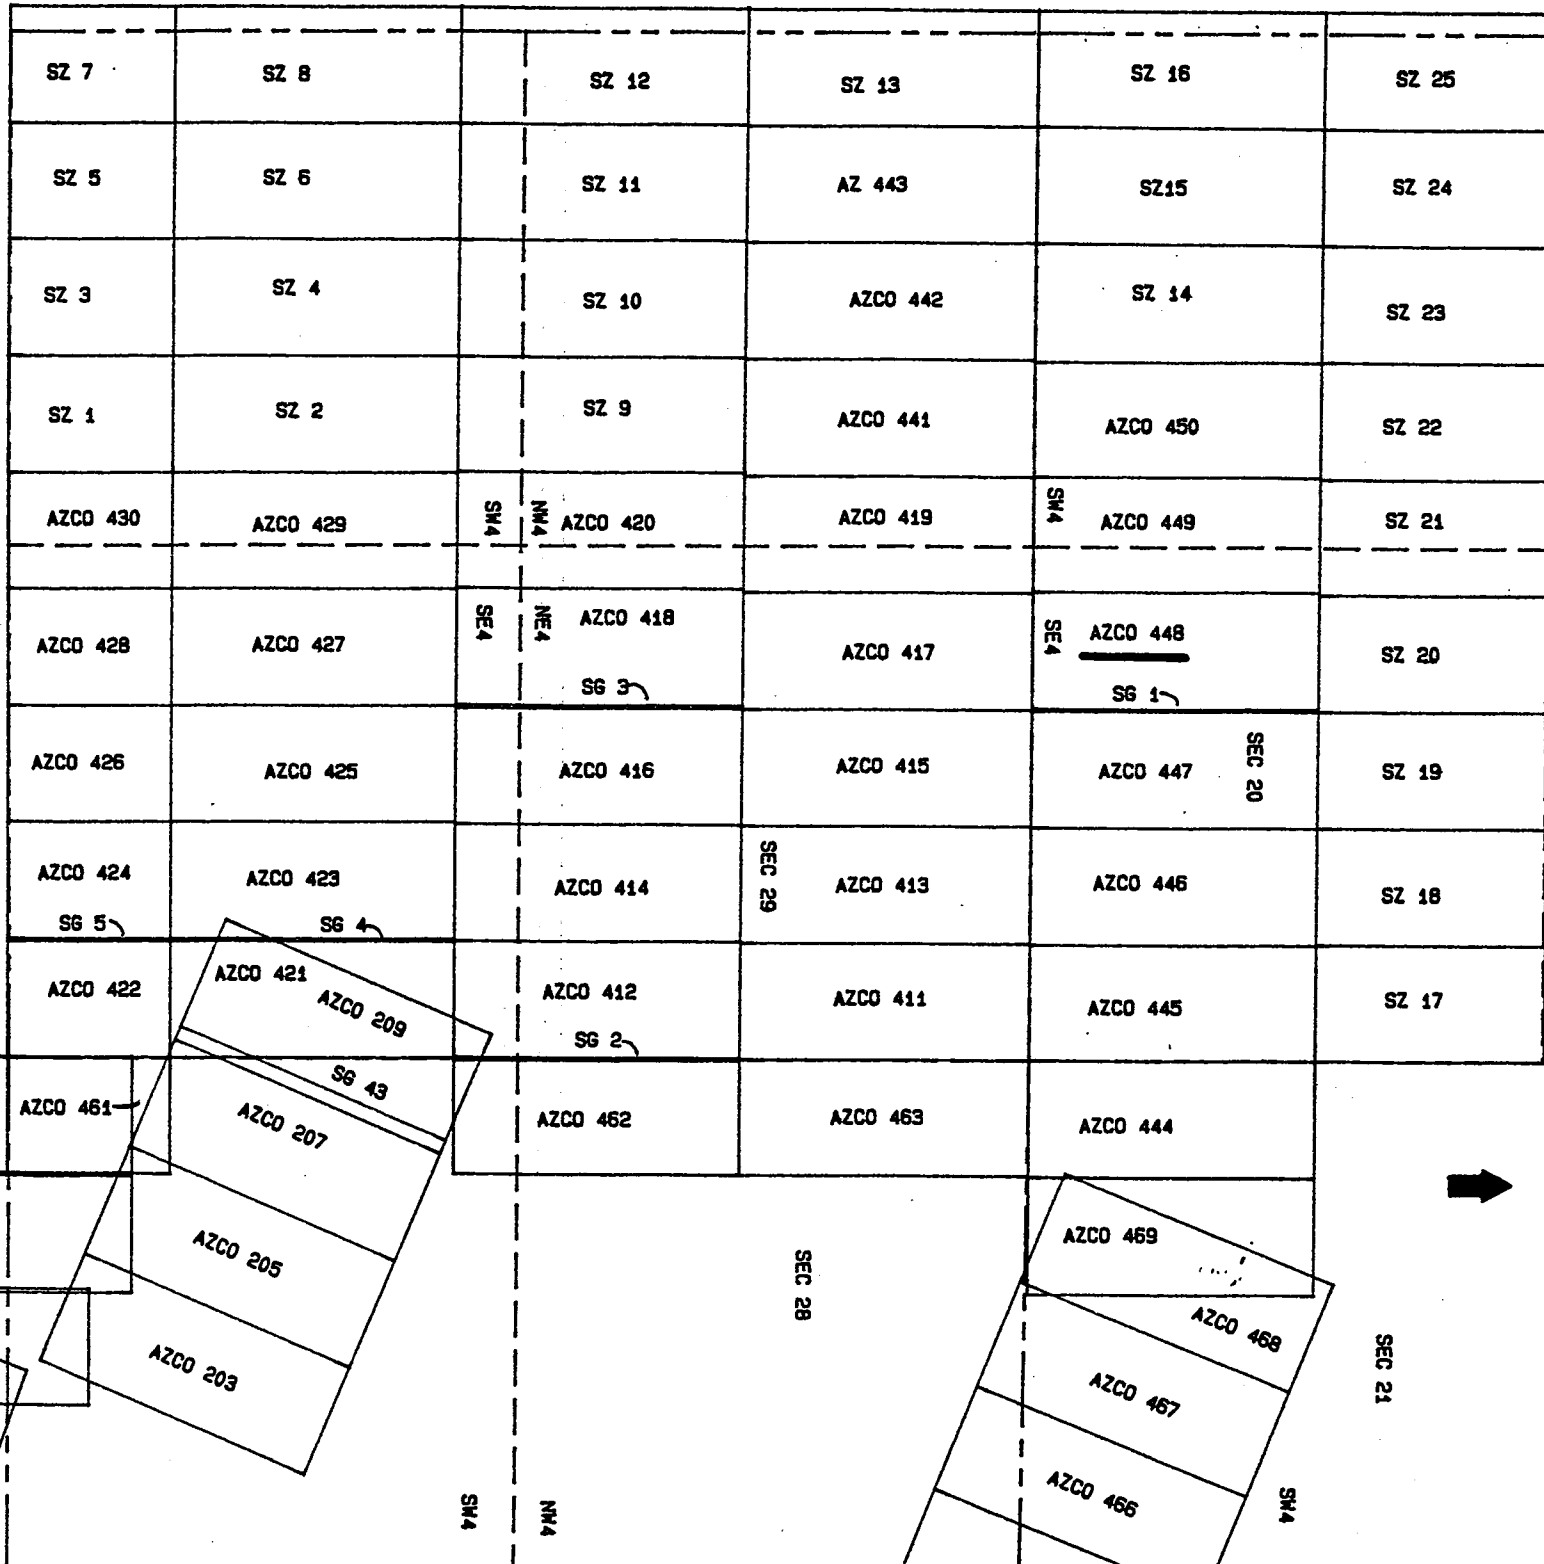 SZ 7
SZ 8
SZ 12
SZ 13
SZ 16
SZ 25
SZ 5
SZ 6
SZ 11
AZ 443
SZ15
SZ 24
SZ 3
SZ 4
SZ 10
AZCO 442
SZ 14
SZ 23
SZ 1
SZ 2
SZ 9
AZCO 441
AZCO 450
SZ 22
AZCO 430
AZCO 429
SW4
NW4
AZCO 420
AZCO 419
SW4
AZCO 449
SZ 21
AZCO 428
AZCO 427
SE4
NE4
AZCO 418
AZCO 417
SE4
AZCO 448
SZ 20
SG 3
SG 1
AZCO 426
AZCO 425
AZCO 416
AZCO 415
AZCO 447
SEC 20
SZ 19
AZCO 424
AZCO 423
AZCO 414
SEC 29
AZCO 413
AZCO 446
SZ 18
SG 5
SG 4
AZCO 422
AZCO 421
AZCO 209
AZCO 412
AZCO 411
AZCO 445
SZ 17
SG 2
SG 43
AZCO 461
AZCO 207
AZCO 462
AZCO 463
AZCO 444
AZCO 205
SEC 28
AZCO 469
AZCO 468
SEC 21
AZCO 203
AZCO 467
AZCO 466
SW4
NW4
SW4